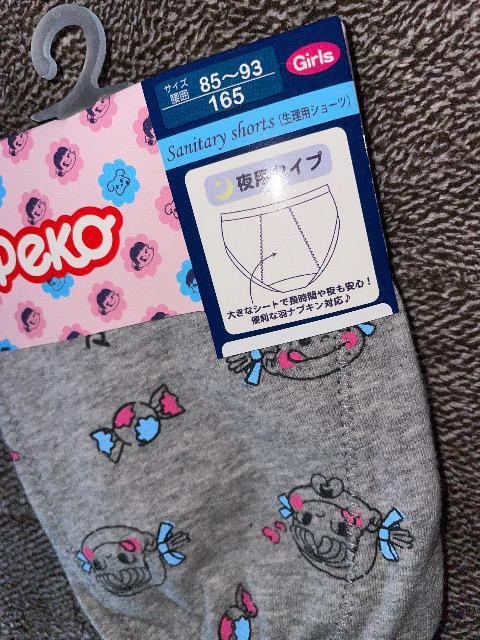 サイズ
腰囲
85～93
165
Girls
Sanitary shorts (生理用ショーツ)
夜用タイプ
大きなシートで長時間や夜も安心!
便利な羽ナプキン対応♪
Peko